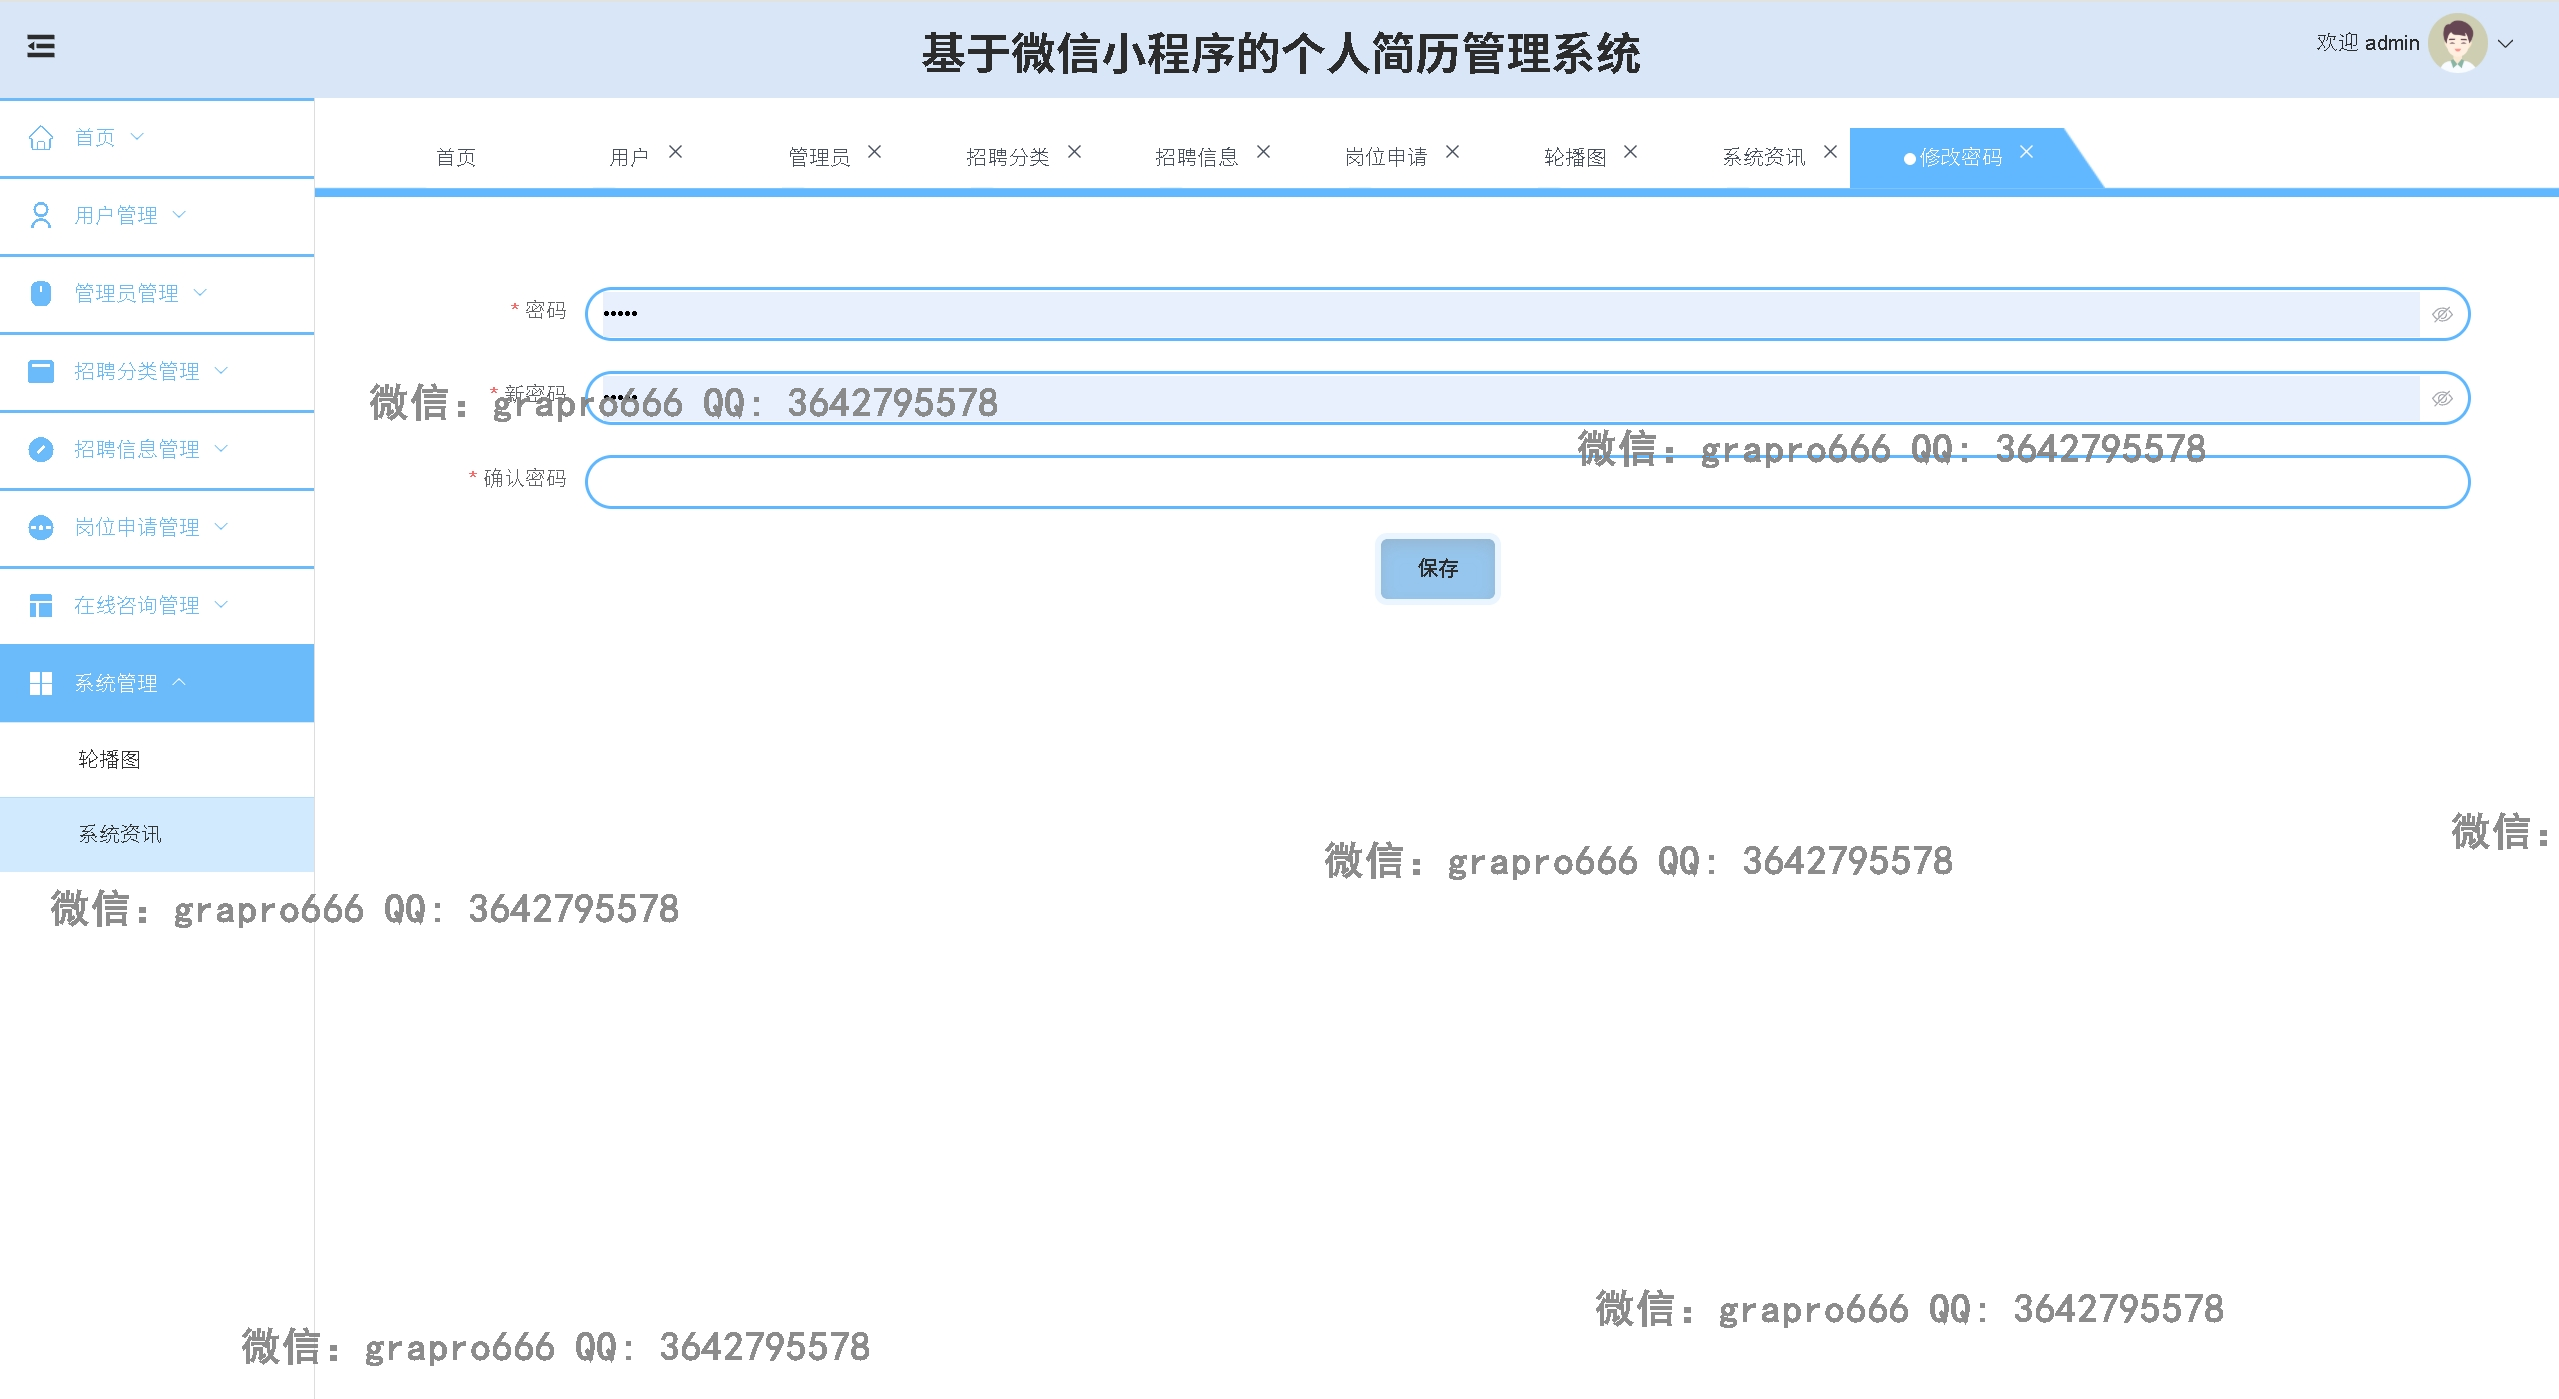 基于微信小程序的个人简历管理系统
欢迎 admin
首页
用户管理
管理员管理
招聘分类管理
招聘信息管理
岗位申请管理
在线咨询管理
系统管理
轮播图
系统资讯
首页 用户 管理员 招聘分类 招聘信息 岗位申请 轮播图 系统资讯 修改密码
* 密码
* 新密码
* 确认密码
保存
微信: grapro666 QQ: 3642795578
微信: grapro666 QQ: 3642795578
微信: grapro666 QQ: 3642795578
微信:
微信: grapro666 QQ: 3642795578
微信: grapro666 QQ: 3642795578
微信: grapro666 QQ: 3642795578